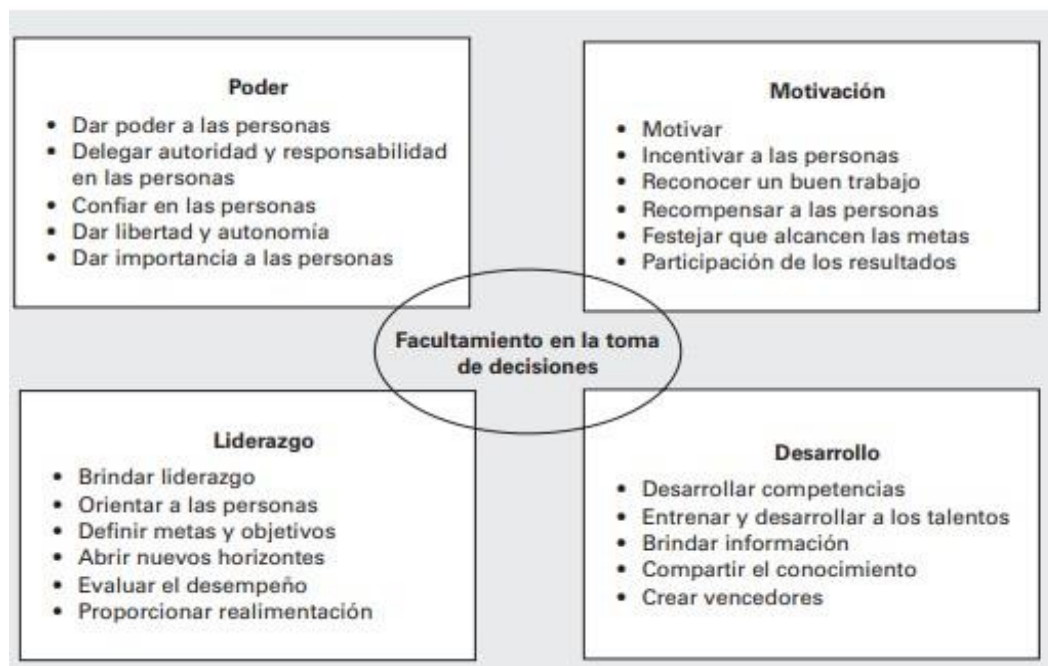 Poder
• Dar poder a las personas
• Delegar autoridad y responsabilidad
en las personas
• Confiar en las personas
• Dar libertad y autonomía
• Dar importancia a las personas
Motivación
• Motivar
• Incentivar a las personas
• Reconocer un buen trabajo
• Recompensar a las personas
• Festejar que alcancen las metas
• Participación de los resultados
Facultamiento en la toma
de decisiones
Liderazgo
• Brindar liderazgo
• Orientar a las personas
• Definir metas y objetivos
• Abrir nuevos horizontes
• Evaluar el desempeño
• Proporcionar realimentación
Desarrollo
• Desarrollar competencias
• Entrenar y desarrollar a los talentos
• Brindar información
• Compartir el conocimiento
• Crear vencedores